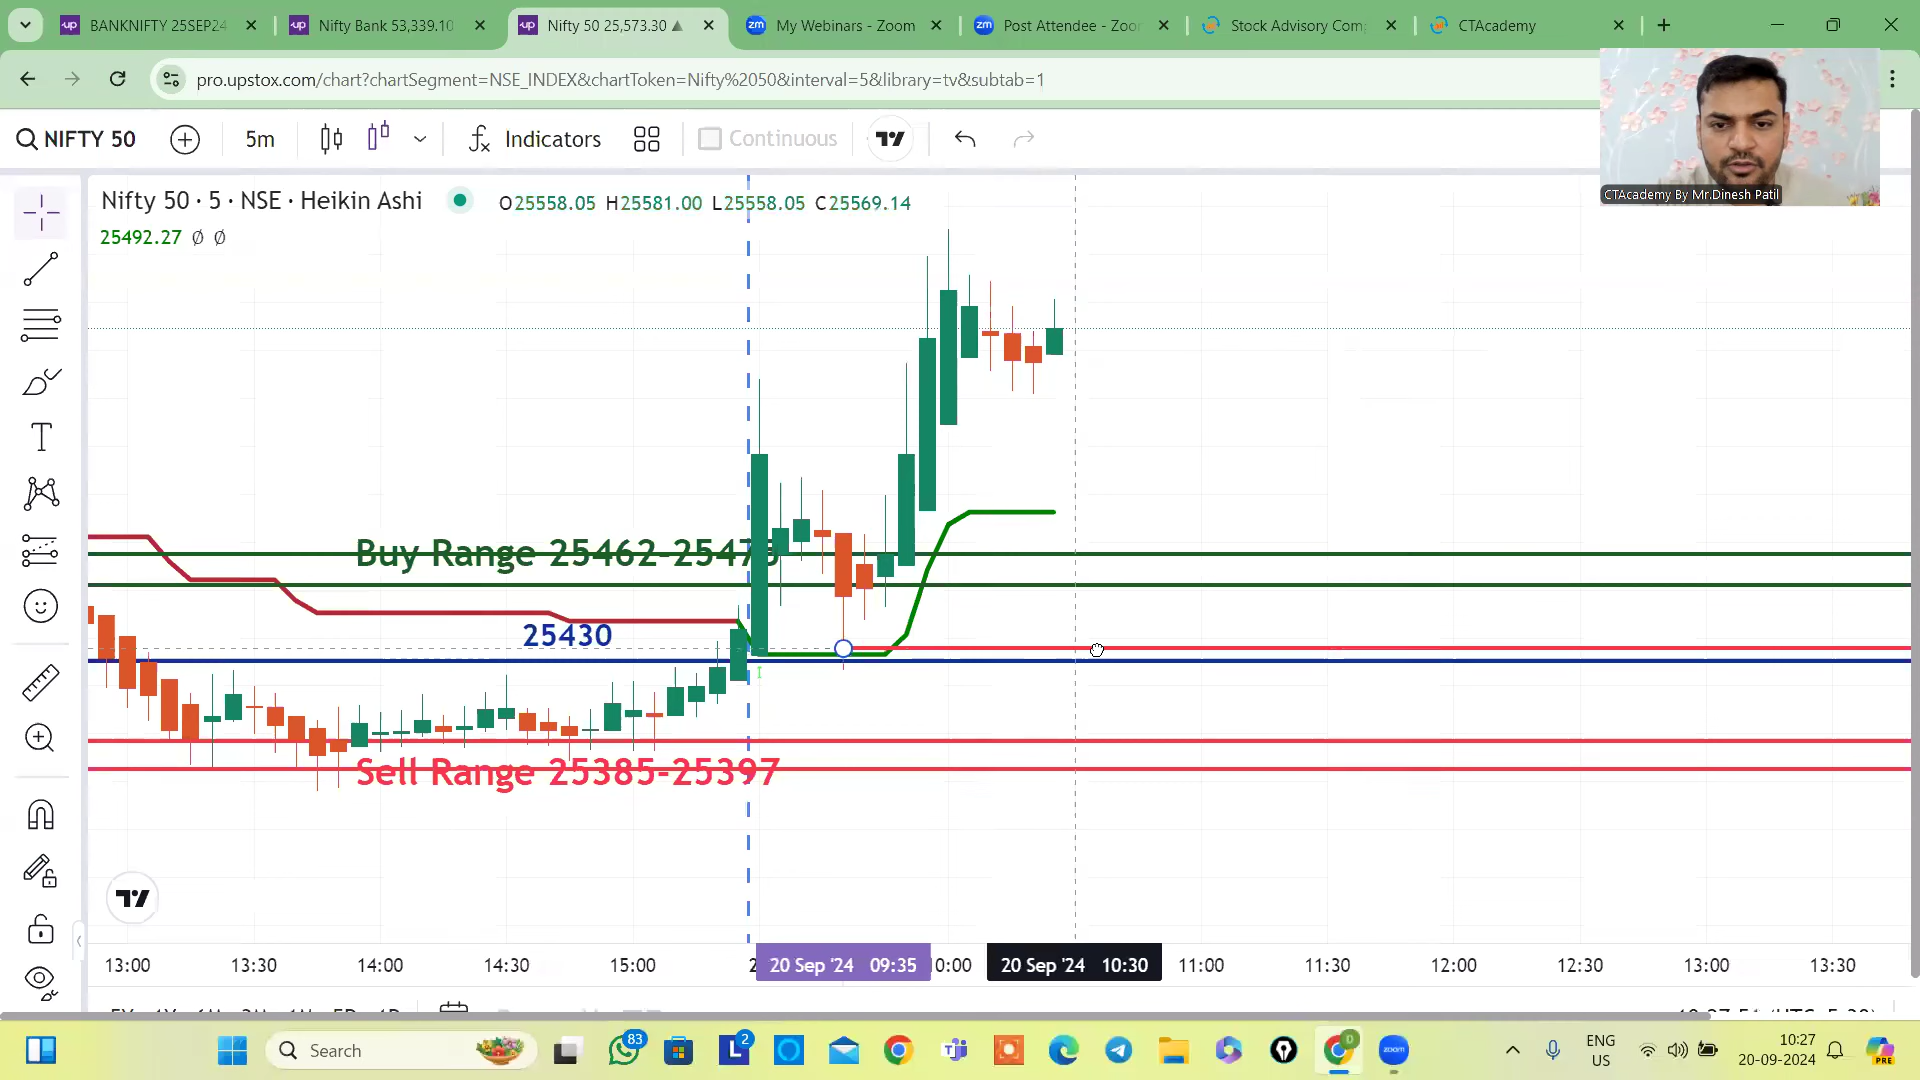 BANKNIFTY 25SEP24
Nifty Bank 53,339.10
Nifty 50 25,573.30 ▲
My Webinars - Zoom
Post Attendee - Zoom
Stock Advisory Com
CTAcademy
pro.upstox.com/chart?chartSegment=NSE_INDEX&chartToken=Nifty%2050&interval=5&library=tv&subtab=1
NIFTY 50
5m
Indicators
Continuous
CTAcademy By Mr.Dinesh Patil
Nifty 50 · 5 · NSE · Heikin Ashi
O25558.05 H25581.00 L25558.05 C25569.14
25492.27 Ø Ø
Buy Range 25462-2547
25430
Sell Range 25385-25397
13:00 13:30 14:00 14:30 15:00 20 Sep '24 09:35 10:00 20 Sep '24 10:30 11:00 11:30 12:00 12:30 13:00 13:30
Search
83
2
ENG
US
10:27
20-09-2024
PRE
zoom